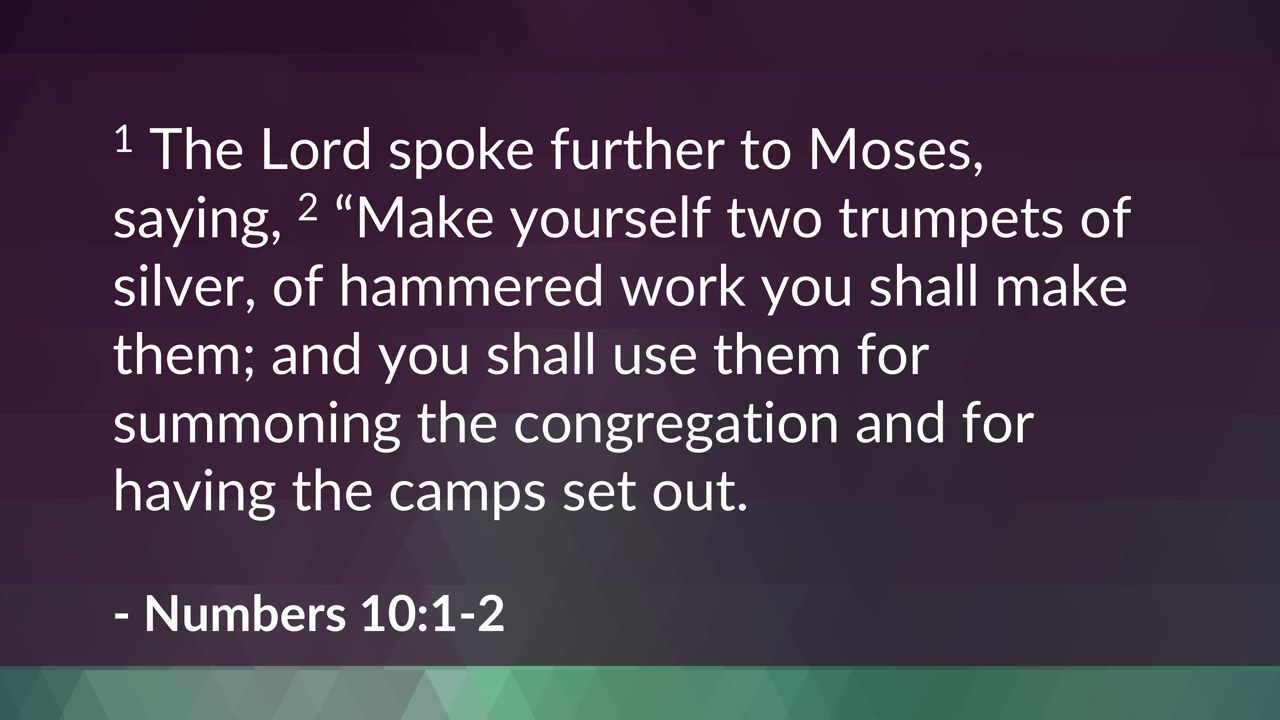 1 The Lord spoke further to Moses,
saying, 2 “Make yourself two trumpets of
silver, of hammered work you shall make
them; and you shall use them for
summoning the congregation and for
having the camps set out.
- Numbers 10:1-2